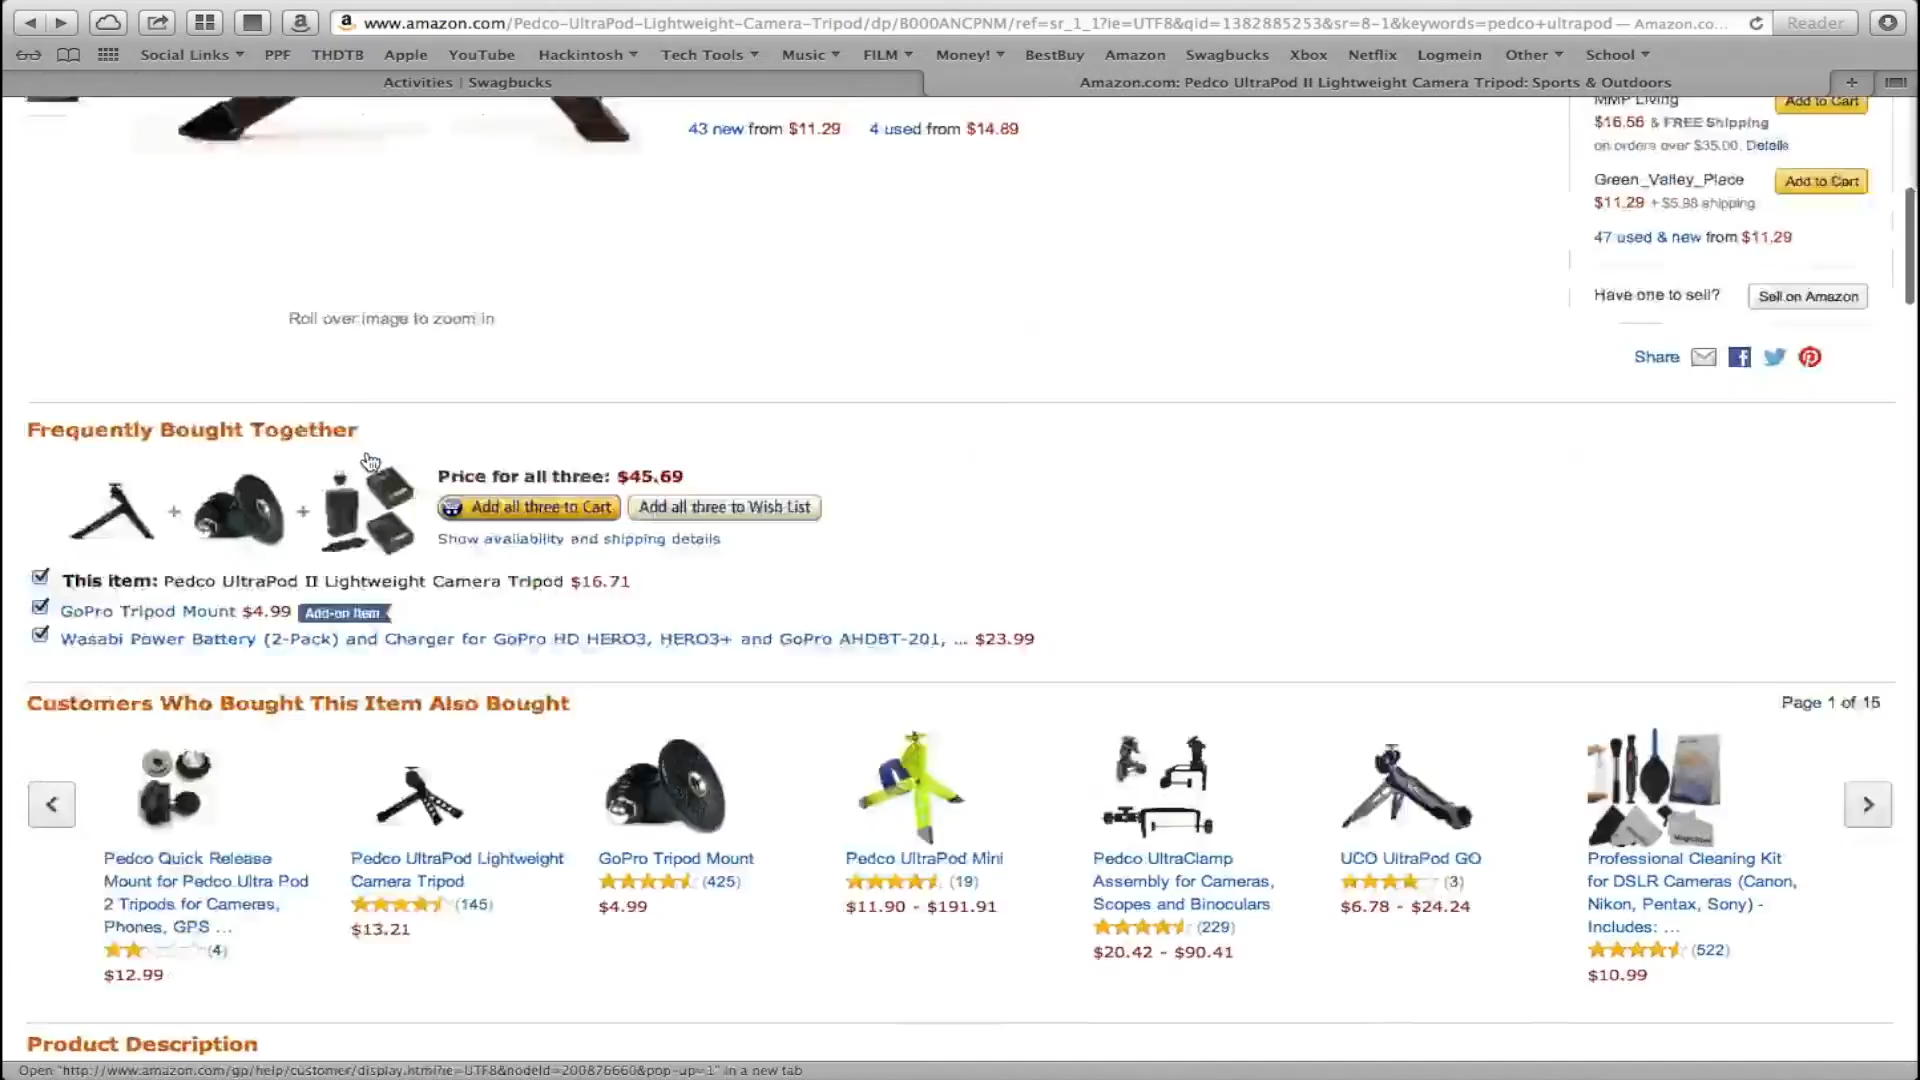 www.amazon.com/Pedco-UltraPod-Lightweight-Camera-Tripod/dp/B000ANCPNM/ref=sr_1_1?ie=UTF8&qid=1382885253&sr=8-1&keywords=pedco+ultrapod — Amazon.co...
Reader
Social Links PPF THDTB Apple YouTube Hackintosh Tech Tools Music FILM Money! BestBuy Amazon Swagbucks Xbox Netflix Logmein Other School
Activities | Swagbucks
Amazon.com: Pedco UltraPod II Lightweight Camera Tripod: Sports & Outdoors
MMP Living
Add to Cart
43 new from $11.29 4 used from $14.89
$16.56 & FREE Shipping
on orders over $35.00. Details
Green_Valley_Place
Add to Cart
$11.29 + $5.98 shipping
47 used & new from $11.29
Have one to sell?
Sell on Amazon
Roll over image to zoom in
Share
Frequently Bought Together
Price for all three: $45.69
Add all three to Cart
Add all three to Wish List
Show availability and shipping details
This item: Pedco UltraPod II Lightweight Camera Tripod $16.71
GoPro Tripod Mount $4.99 Add-on Item
Wasabi Power Battery (2-Pack) and Charger for GoPro HD HERO3, HERO3+ and GoPro AHDBT-201, ... $23.99
Customers Who Bought This Item Also Bought
Page 1 of 15
Pedco Quick Release
Mount for Pedco Ultra Pod
2 Tripods for Cameras,
Phones, GPS ...
(4)
$12.99
Pedco UltraPod Lightweight
Camera Tripod
(145)
$13.21
GoPro Tripod Mount
(425)
$4.99
Pedco UltraPod Mini
(19)
$11.90 - $191.91
Pedco UltraClamp
Assembly for Cameras,
Scopes and Binoculars
(229)
$20.42 - $90.41
UCO UltraPod GO
(3)
$6.78 - $24.24
Professional Cleaning Kit
for DSLR Cameras (Canon,
Nikon, Pentax, Sony) -
Includes: ...
(522)
$10.99
Product Description
Open "http://www.amazon.com/gp/help/customer/display.html?ie=UTF8&nodeId=200876660&pop-up=1" in a new tab